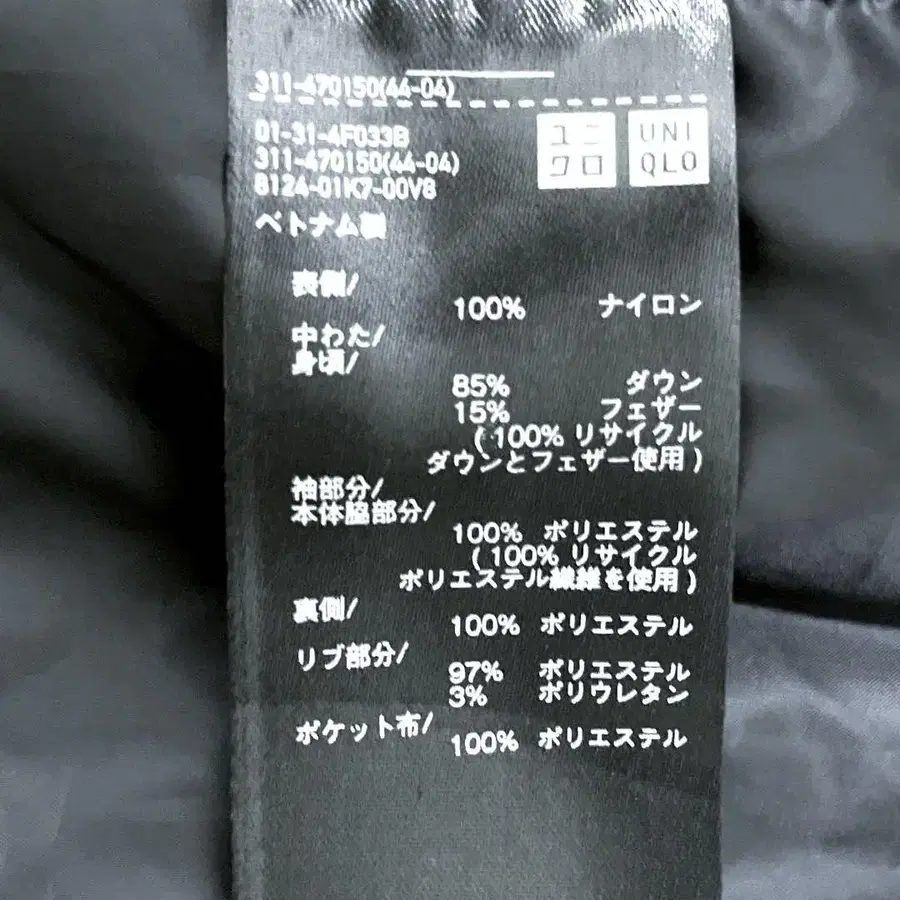 311-470150(44-04)
01-31-4F033B
311-470150(44-04)
8124-01K7-00V8
ユニ
クロ
UNI
QLO
ベトナム製
表側/
100% ナイロン
中わた/
身頃/
85% ダウン
15% フェザー
( 100% リサイクル
ダウンとフェザー使用 )
袖部分/
本体脇部分/
100% ポリエステル
( 100% リサイクル
ポリエステル繊維を使用 )
裏側/
100% ポリエステル
リブ部分/
97% ポリエステル
3% ポリウレタン
ポケット布/
100% ポリエステル